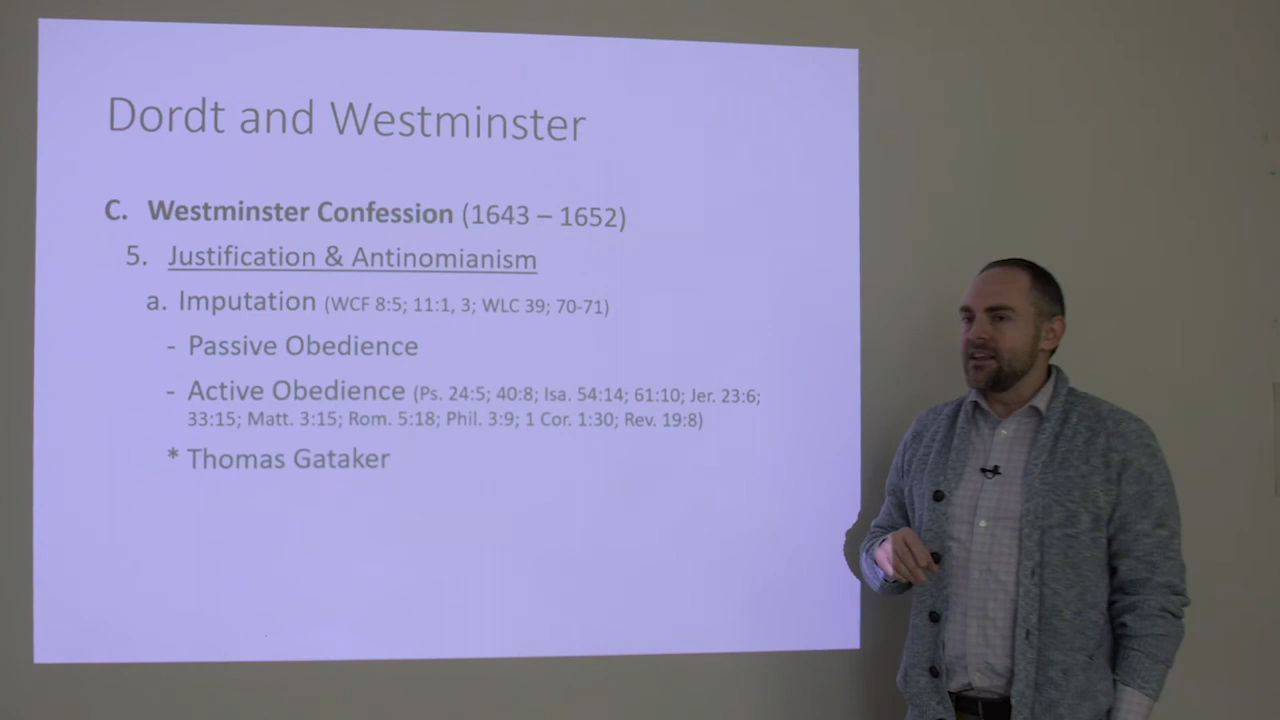 Dordt and Westminster
C. Westminster Confession (1643 – 1652)
5. Justification & Antinomianism
a. Imputation (WCF 8:5; 11:1, 3; WLC 39; 70-71)
- Passive Obedience
- Active Obedience (Ps. 24:5; 40:8; Isa. 54:14; 61:10; Jer. 23:6;
33:15; Matt. 3:15; Rom. 5:18; Phil. 3:9; 1 Cor. 1:30; Rev. 19:8)
* Thomas Gataker